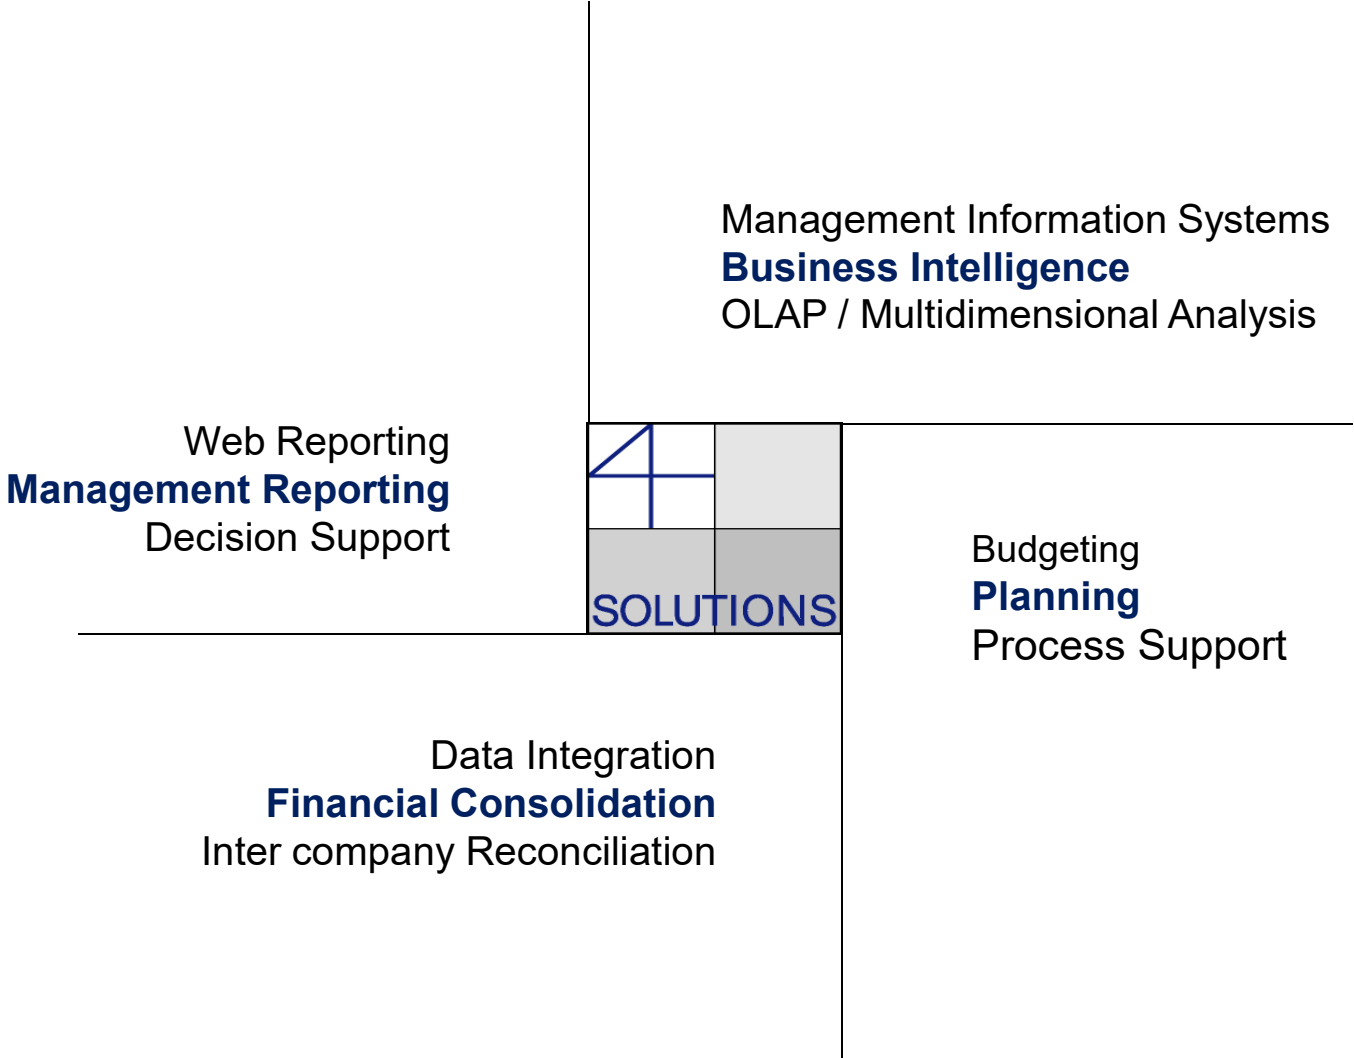 Management Information Systems
Business Intelligence
OLAP / Multidimensional Analysis
Web Reporting
Management Reporting
Decision Support
4
SOLUTIONS
Budgeting
Planning
Process Support
Data Integration
Financial Consolidation
Inter company Reconciliation